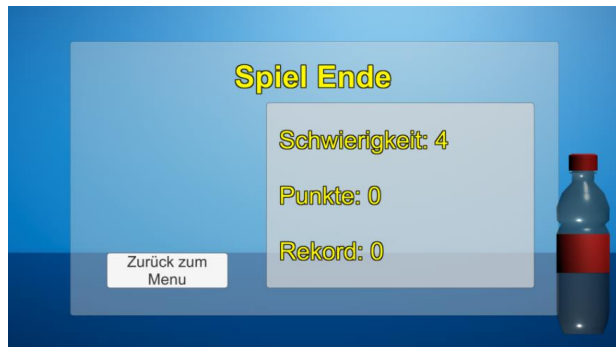 Spiel Ende
Schwierigkeit: 4
Punkte: 0
Rekord: 0
Zurück zum
Menu